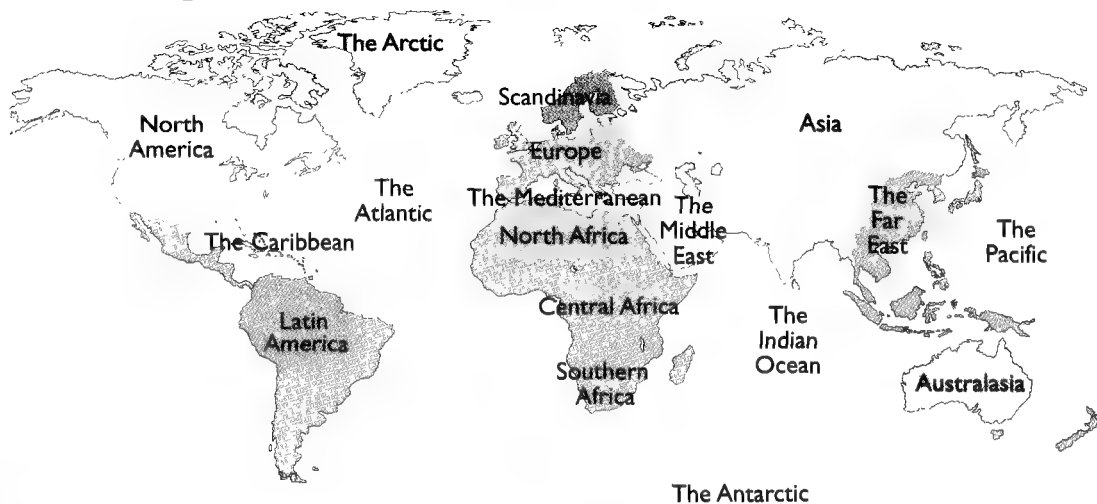 The Arctic
Scandinavia
North
America
Asia
Europe
The
Atlantic
The Mediterranean
The
Middle
East
The
Far
East
The
Pacific
The Caribbean
North Africa
Central Africa
Latin
America
The
Indian
Ocean
Southern
Africa
Australasia
The Antarctic